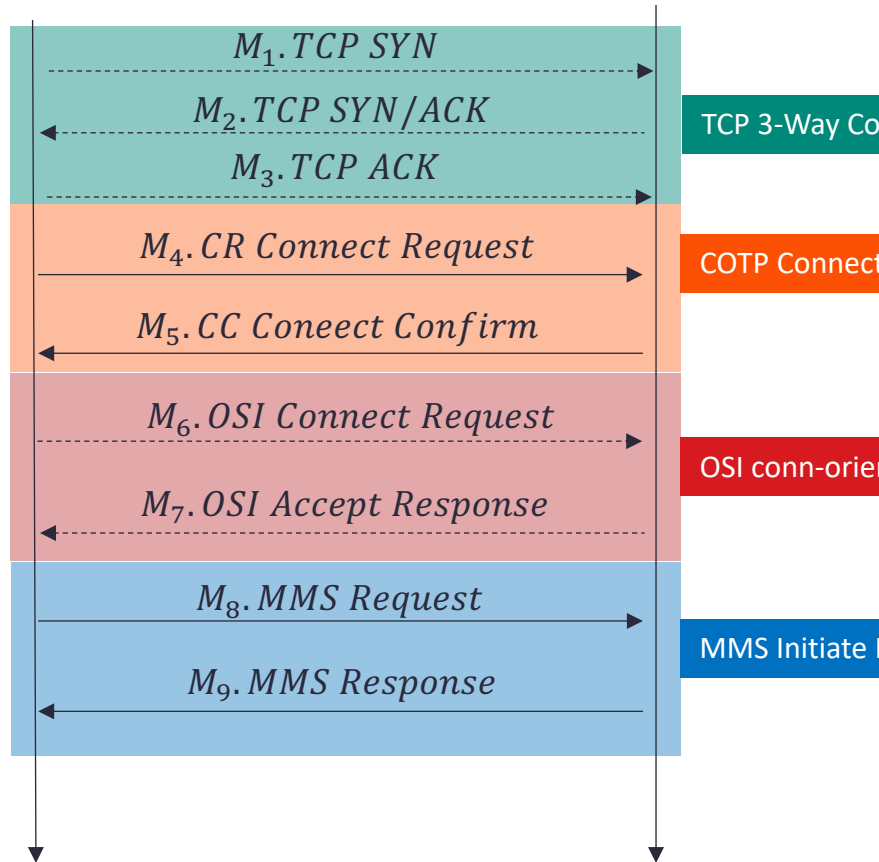 M₁. TCP SYN
M₂. TCP SYN/ACK
TCP 3-Way Co
M₃. TCP ACK
M₄. CR Connect Request
COTP Connect
M₅. CC Coneect Confirm
M₆. OSI Connect Request
OSI conn-orie
M₇. OSI Accept Response
M₈. MMS Request
MMS Initiate
M₉. MMS Response